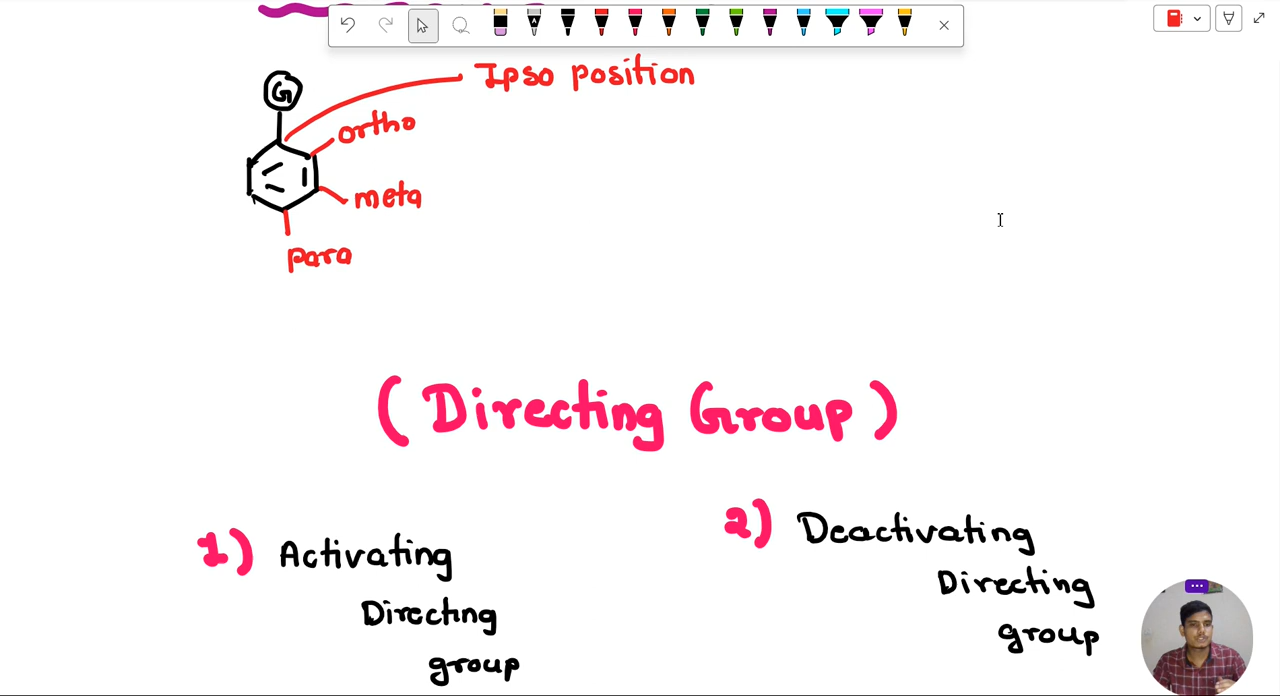 G
Ipso position
ortho
meta
para
(Directing Group)
1) Activating
Directing
group
2) Deactivating
Directing
group